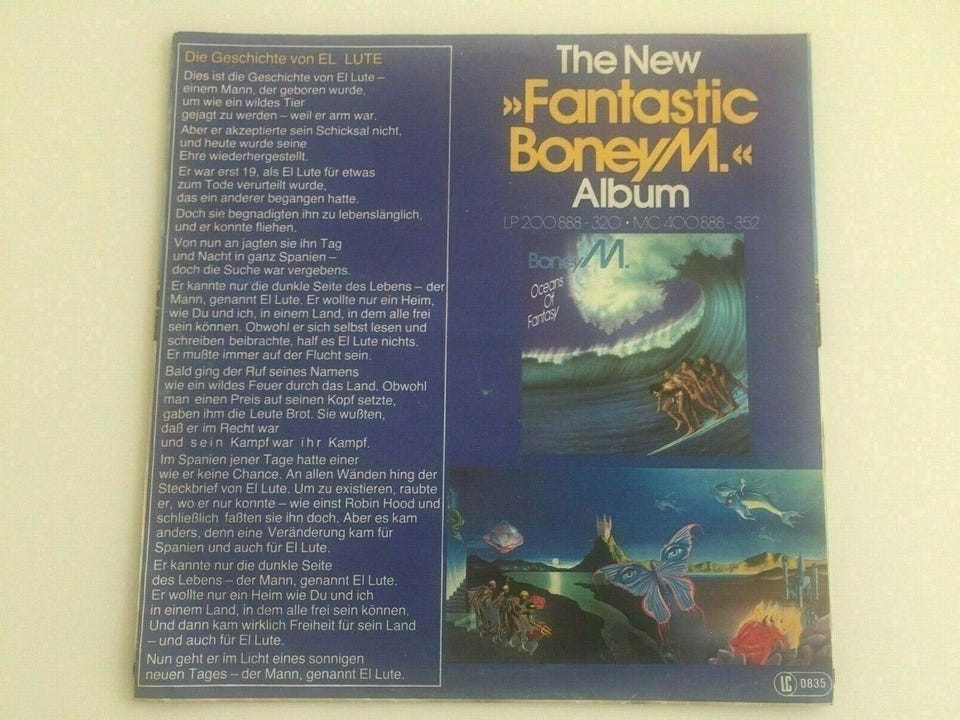 Die Geschichte von EL LUTE
Dies ist die Geschichte von El Lute –
einem Mann, der geboren wurde,
um wie ein wildes Tier
gejagt zu werden – weil er arm war.
Aber er akzeptierte sein Schicksal nicht,
und heute wurde seine
Ehre wiederhergestellt.
Er war erst 19, als El Lute für etwas
zum Tode verurteilt wurde,
das ein anderer begangen hatte.
Doch sie begnadigten ihn zu lebenslänglich,
und er konnte fliehen.
Von nun an jagten sie ihn Tag
und Nacht in ganz Spanien –
doch die Suche war vergebens.
Er kannte nur die dunkle Seite des Lebens – der
Mann, genannt El Lute. Er wollte nur ein Heim,
wie Du und ich, in einem Land, in dem alle frei
sein können. Obwohl er sich selbst lesen und
schreiben beibrachte, half es El Lute nichts.
Er mußte immer auf der Flucht sein.
Bald ging der Ruf seines Namens
wie ein wildes Feuer durch das Land. Obwohl
man einen Preis auf seinen Kopf setzte,
gaben ihm die Leute Brot. Sie wußten,
daß er im Recht war
und s e i n Kampf war i h r Kampf.
Im Spanien jener Tage hatte einer
wie er keine Chance. An allen Wänden hing der
Steckbrief von El Lute. Um zu existieren, raubte
er, wo er nur konnte – wie einst Robin Hood und
schließlich faßten sie ihn doch. Aber es kam
anders, denn eine Veränderung kam für
Spanien und auch für El Lute.
Er kannte nur die dunkle Seite
des Lebens – der Mann, genannt El Lute.
Er wollte nur ein Heim wie Du und ich
in einem Land, in dem alle frei sein können.
Und dann kam wirklich Freiheit für sein Land
– und auch für El Lute.
Nun geht er im Licht eines sonnigen
neuen Tages – der Mann, genannt El Lute.
The New
»Fantastic
Boney M.«
Album
LP 200 888 - 320 • MC 400 888 - 352
Boney M.
Oceans
Of
Fantasy
LC 0835